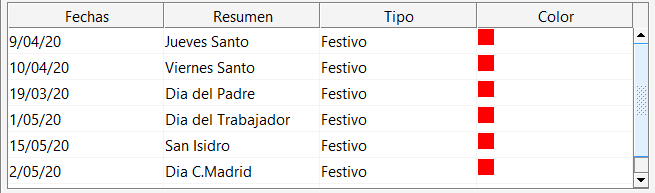 Fechas Resumen Tipo Color
9/04/20 Jueves Santo Festivo
10/04/20 Viernes Santo Festivo
19/03/20 Dia del Padre Festivo
1/05/20 Dia del Trabajador Festivo
15/05/20 San Isidro Festivo
2/05/20 Dia C.Madrid Festivo